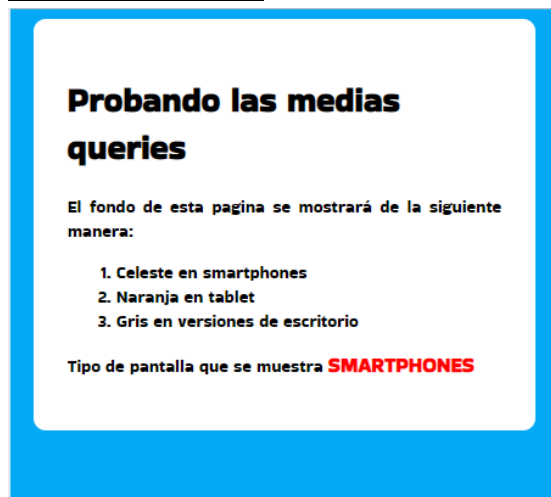 Probando las medias
queries
El fondo de esta pagina se mostrará de la siguiente
manera:
1. Celeste en smartphones
2. Naranja en tablet
3. Gris en versiones de escritorio
Tipo de pantalla que se muestra SMARTPHONES